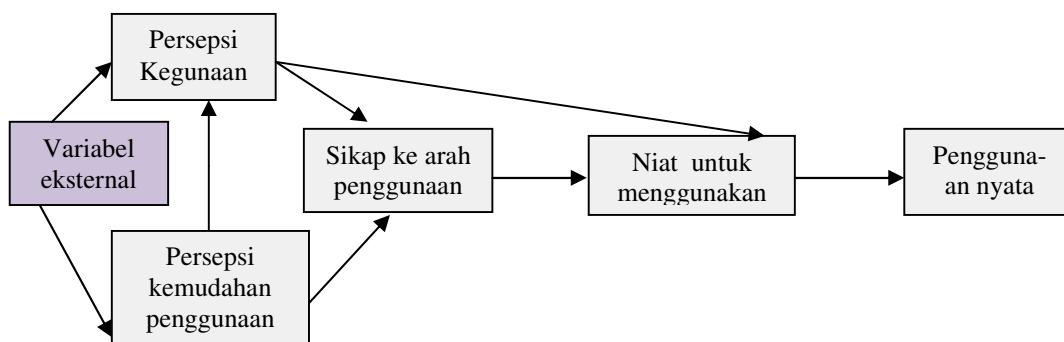 Persepsi
Kegunaan
Variabel
eksternal
Persepsi
kemudahan
penggunaan
Sikap ke arah
penggunaan
Niat  untuk
menggunakan
Pengguna-
an nyata